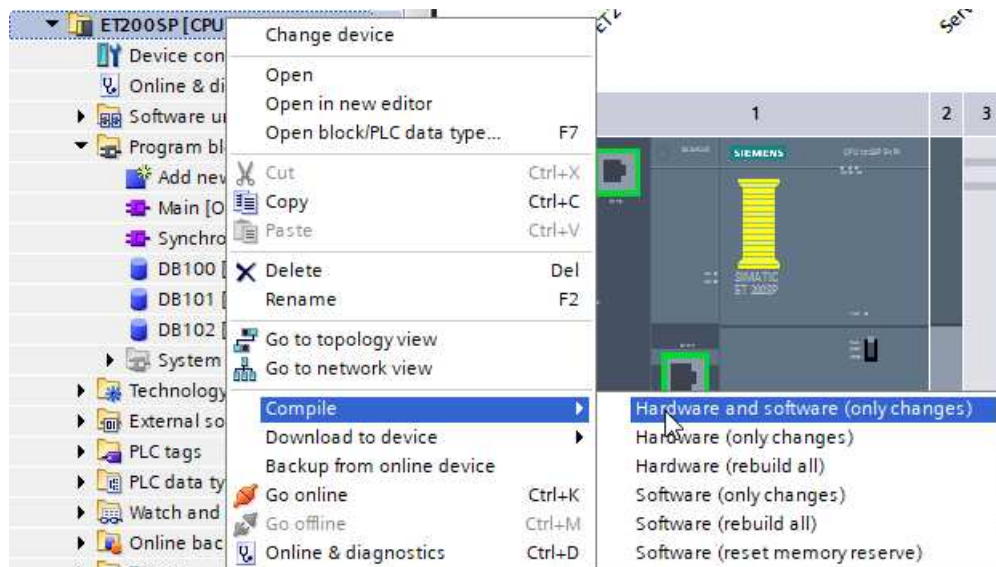 ET200SP [CPU
Device con
Online & di
Software u
Program bl
Add new
Main [O
Synchro
DB100 [
DB101 [
DB102 [
System
Technology
External so
PLC tags
PLC data ty
Watch and
Online bac
Change device
Open
Open in new editor
Open block/PLC data type... F7
Cut Ctrl+X
Copy Ctrl+C
Paste Ctrl+V
Delete Del
Rename F2
Go to topology view
Go to network view
Compile
Download to device
Backup from online device
Go online Ctrl+K
Go offline Ctrl+M
Online & diagnostics Ctrl+D
Hardware and software (only changes)
Hardware (only changes)
Hardware (rebuild all)
Software (only changes)
Software (rebuild all)
Software (reset memory reserve)
ET2
Ser
1 2 3
SIEMENS
SIMATIC
ET 200SP